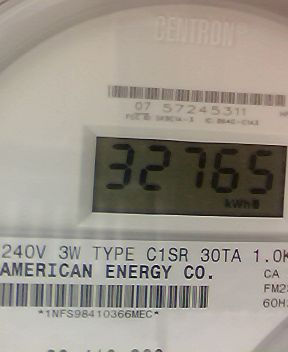 CENTRON®
07 57245311
32765
kWh
240V 3W TYPE C1SR 30TA 1.0K
AMERICAN ENERGY CO.
CA
FM2
60H
*1NFS98410366MEC*